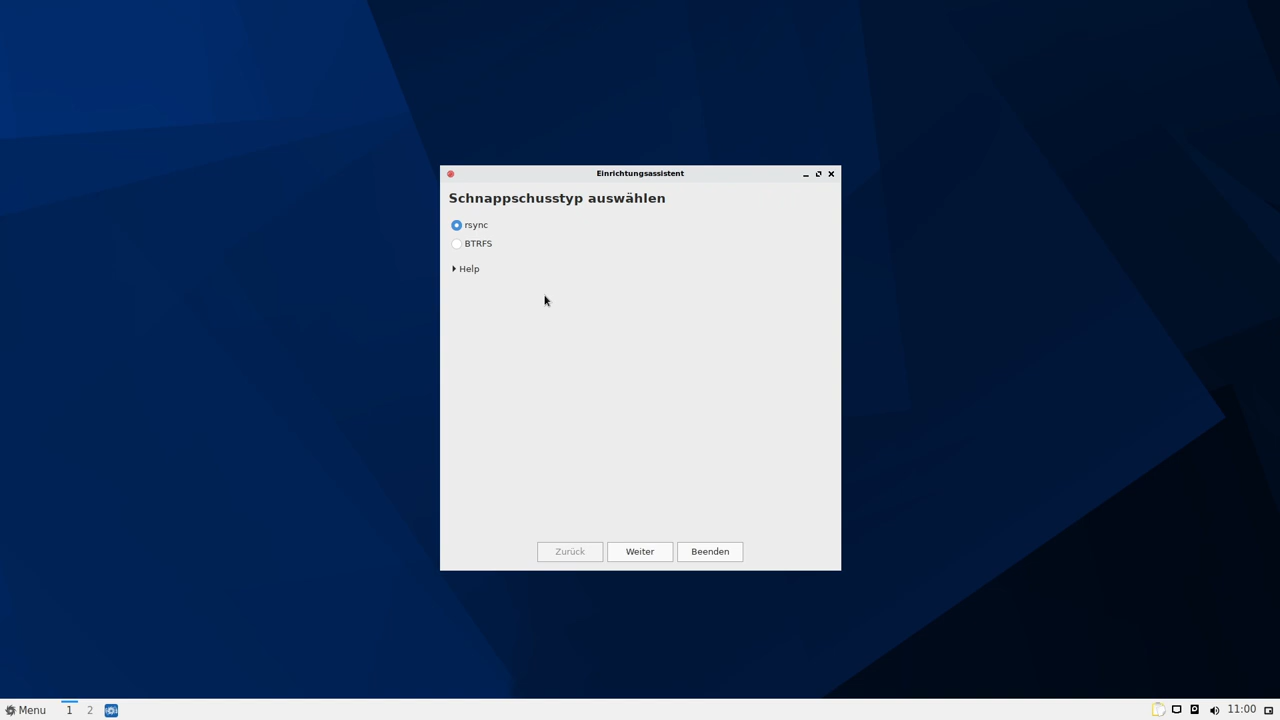 Einrichtungsassistent
Schnappschusstyp auswählen
rsync
BTRFS
Help
Zurück Weiter Beenden
Menu 1 2 11:00